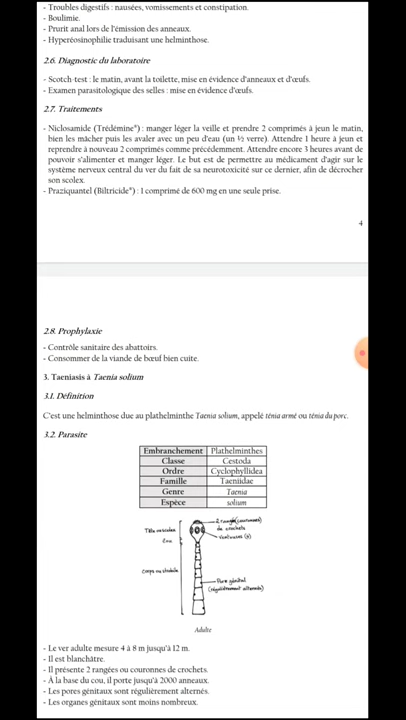 - Troubles digestifs : nausées, vomissements et constipation.
- Boulimie.
- Prurit anal lors de l'émission des anneaux.
- Hyperéosinophilie traduisant une helminthose.
2.6. Diagnostic du laboratoire
- Scotch-test : le matin, avant la toilette, mise en évidence d'anneaux et d'œufs.
- Examen parasitologique des selles : mise en évidence d'œufs.
2.7. Traitements
- Niclosamide (Trédémine®) : manger léger la veille et prendre 2 comprimés à jeun le matin,
bien les mâcher puis les avaler avec un peu d'eau (un ½ verre). Attendre 1 heure à jeun et
reprendre à nouveau 2 comprimés comme précédemment. Attendre encore 3 heures avant de
pouvoir s'alimenter et manger léger. Le but est de permettre au médicament d'agir sur le
système nerveux central du ver du fait de sa neurotoxicité sur ce dernier, afin de décrocher
son scolex.
- Praziquantel (Biltricide®) : 1 comprimé de 600 mg en une seule prise.
4
2.8. Prophylaxie
- Contrôle sanitaire des abattoirs.
- Consommer de la viande de bœuf bien cuite.
3. Taeniasis à Taenia solium
3.1. Définition
C'est une helminthose due au plathelminthe Taenia solium, appelé ténia armé ou ténia du porc.
3.2. Parasite
Embranchement Plathelminthes
Classe Cestoda
Ordre Cyclophyllidea
Famille Taeniidae
Genre Taenia
Espèce solium
2 rangées (couronnes)
de crochets
Ventouses (4)
2mm
Pore génital
(régulièrement alternés)
Adulte
- Le ver adulte mesure 4 à 8 m jusqu'à 12 m.
- Il est blanchâtre.
- Il présente 2 rangées ou couronnes de crochets.
- À la base du cou, il porte jusqu'à 2000 anneaux.
- Les pores génitaux sont régulièrement alternés.
- Les organes génitaux sont moins nombreux.